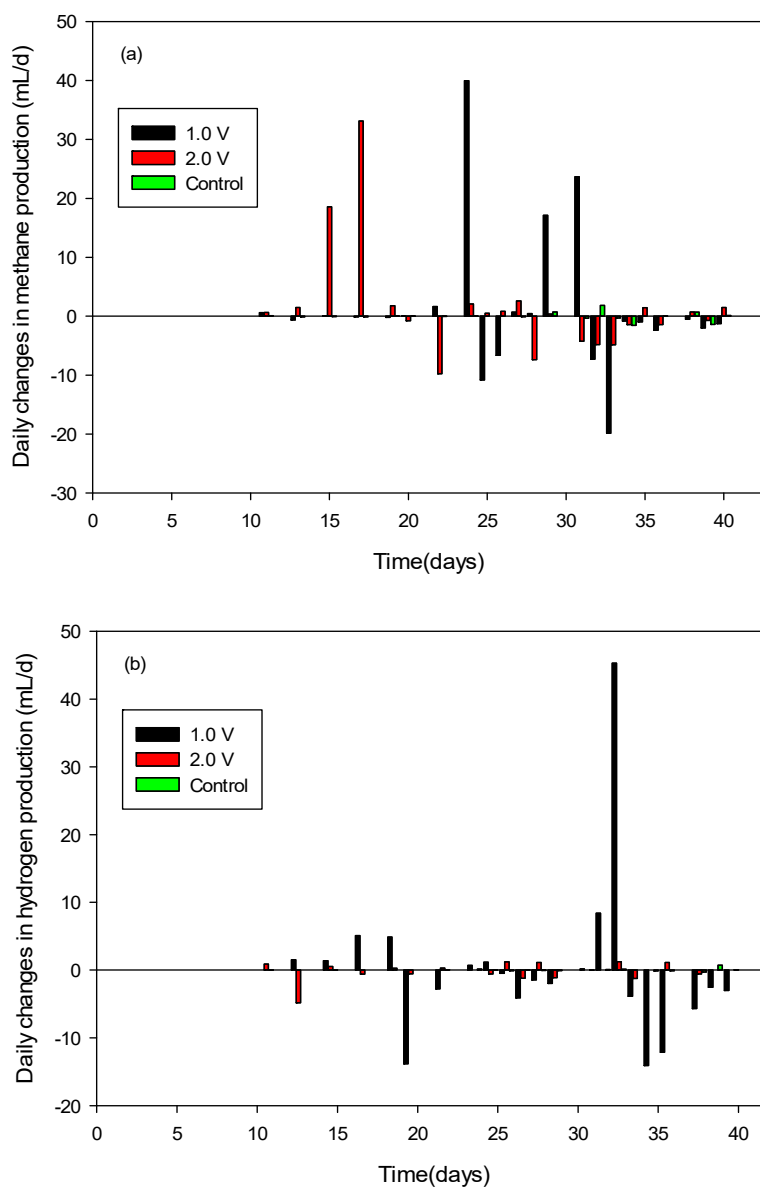 Daily changes in methane production (mL/d)
50
40
30
20
10
0
-10
-20
-30
(a)
1.0 V
2.0 V
Control
0 5 10 15 20 25 30 35 40
Time(days)
Daily changes in hydrogen production (mL/d)
50
40
30
20
10
0
-10
-20
(b)
1.0 V
2.0 V
Control
0 5 10 15 20 25 30 35 40
Time(days)